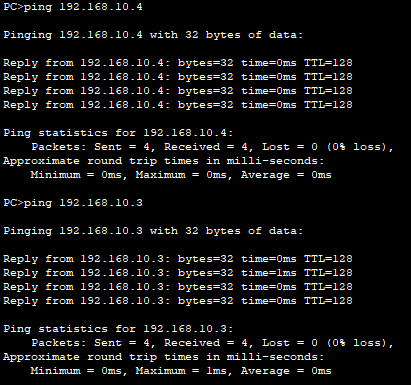 PC>ping 192.168.10.4
Pinging 192.168.10.4 with 32 bytes of data:
Reply from 192.168.10.4: bytes=32 time=0ms TTL=128
Reply from 192.168.10.4: bytes=32 time=0ms TTL=128
Reply from 192.168.10.4: bytes=32 time=0ms TTL=128
Reply from 192.168.10.4: bytes=32 time=0ms TTL=128
Ping statistics for 192.168.10.4:
Packets: Sent = 4, Received = 4, Lost = 0 (0% loss),
Approximate round trip times in milli-seconds:
Minimum = 0ms, Maximum = 0ms, Average = 0ms
PC>ping 192.168.10.3
Pinging 192.168.10.3 with 32 bytes of data:
Reply from 192.168.10.3: bytes=32 time=0ms TTL=128
Reply from 192.168.10.3: bytes=32 time=1ms TTL=128
Reply from 192.168.10.3: bytes=32 time=0ms TTL=128
Reply from 192.168.10.3: bytes=32 time=0ms TTL=128
Ping statistics for 192.168.10.3:
Packets: Sent = 4, Received = 4, Lost = 0 (0% loss),
Approximate round trip times in milli-seconds:
Minimum = 0ms, Maximum = 1ms, Average = 0ms